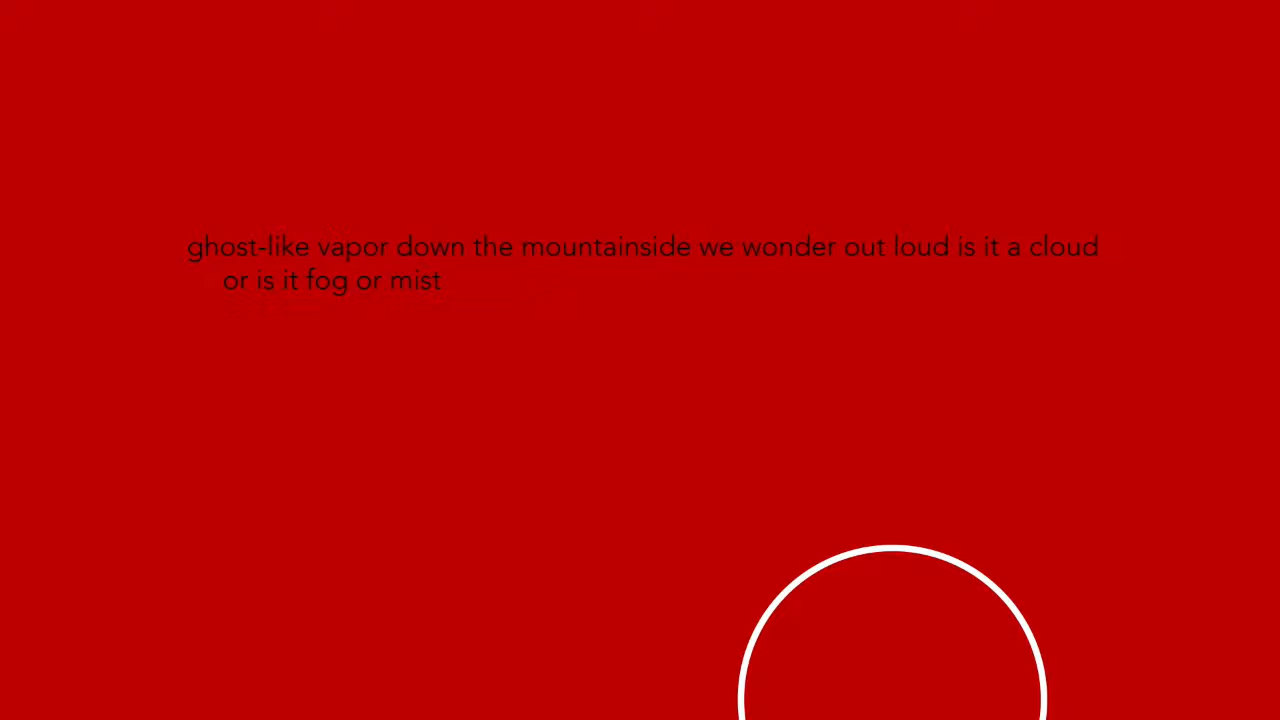 ghost-like vapor down the mountainside we wonder out loud is it a cloud
or is it fog or mist